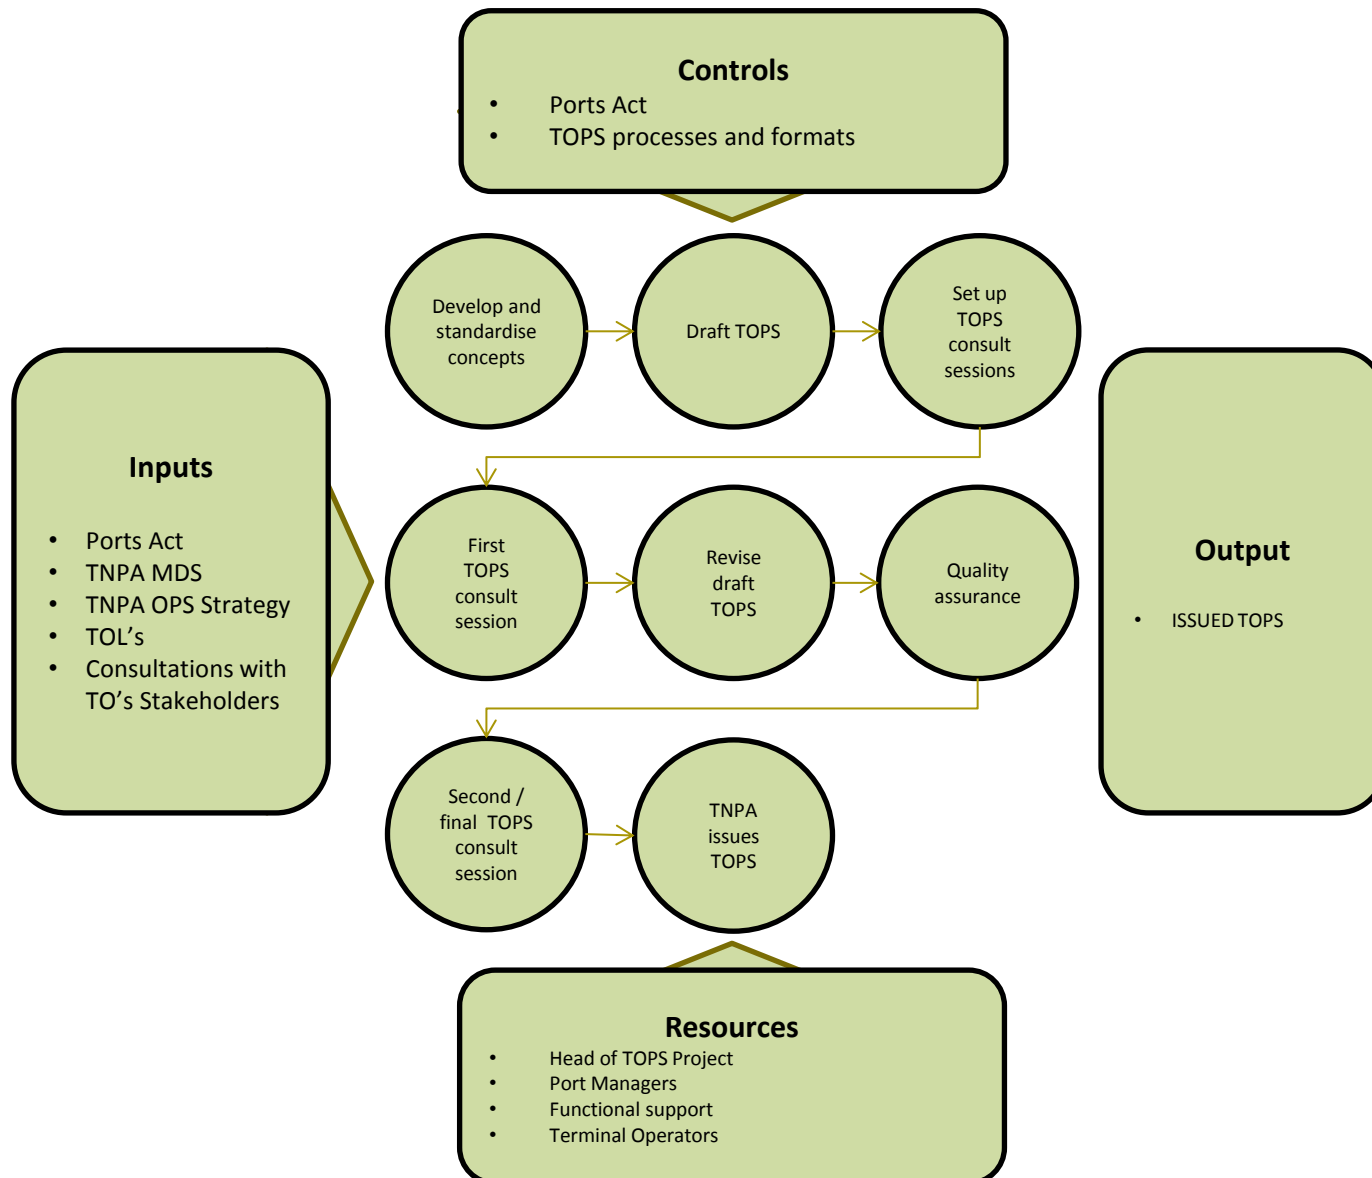 Controls
• Ports Act
• TOPS processes and formats
Develop and
standardise
concepts
Draft TOPS
Set up
TOPS
consult
sessions
Inputs
• Ports Act
• TNPA MDS
• TNPA OPS Strategy
• TOL’s
• Consultations with
TO’s Stakeholders
First
TOPS
consult
session
Revise
draft
TOPS
Quality
assurance
Output
• ISSUED TOPS
Second /
final TOPS
consult
session
TNPA
issues
TOPS
Resources
• Head of TOPS Project
• Port Managers
• Functional support
• Terminal Operators